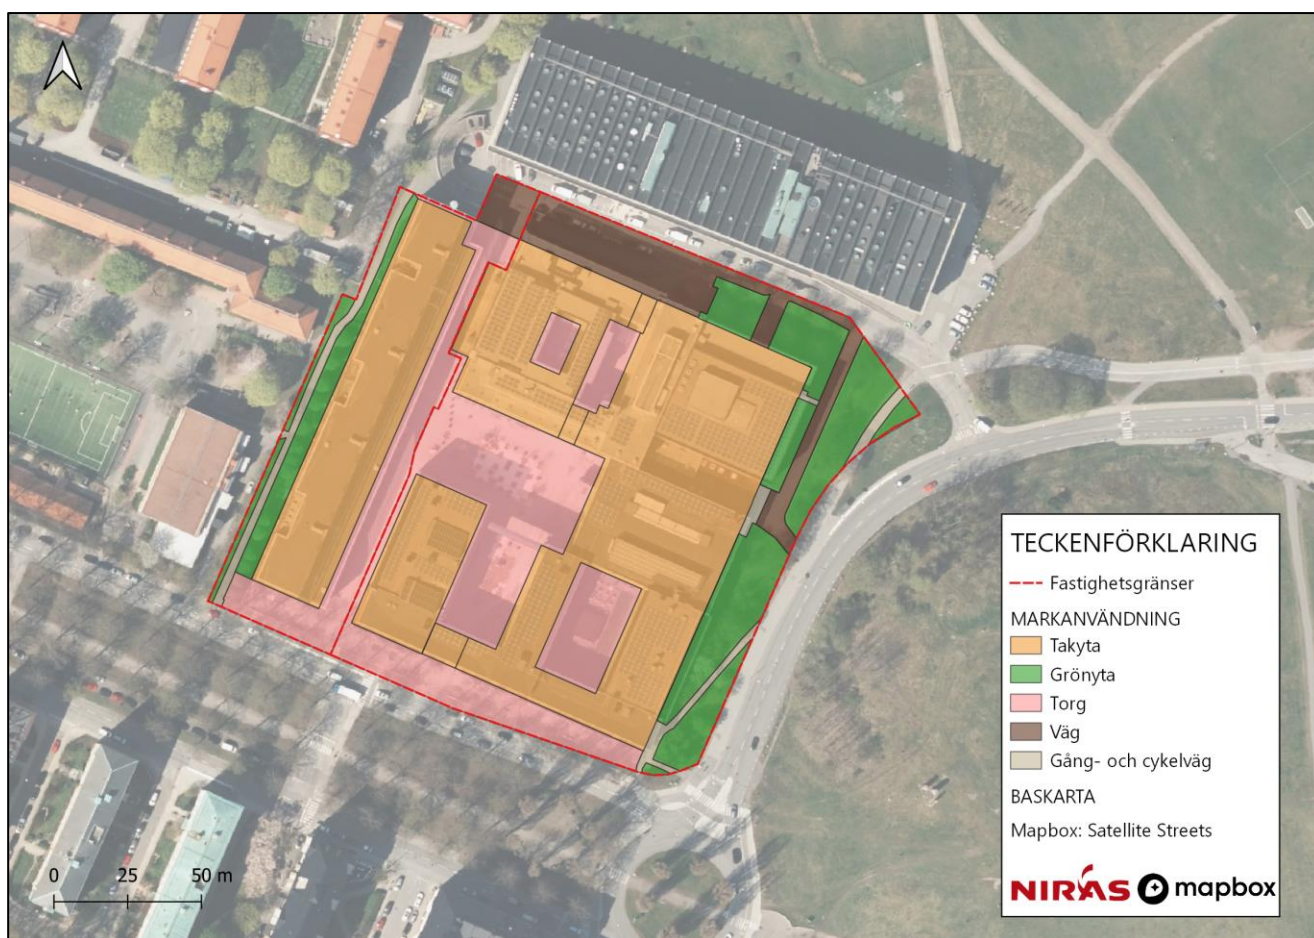 TECKENFÖRKLARING
Fastighetsgränser
MARKANVÄNDNING
Takyta
Grönyta
Torg
Väg
Gång- och cykelväg
BASKARTA
Mapbox: Satellite Streets
NIRAS mapbox
0 25 50 m